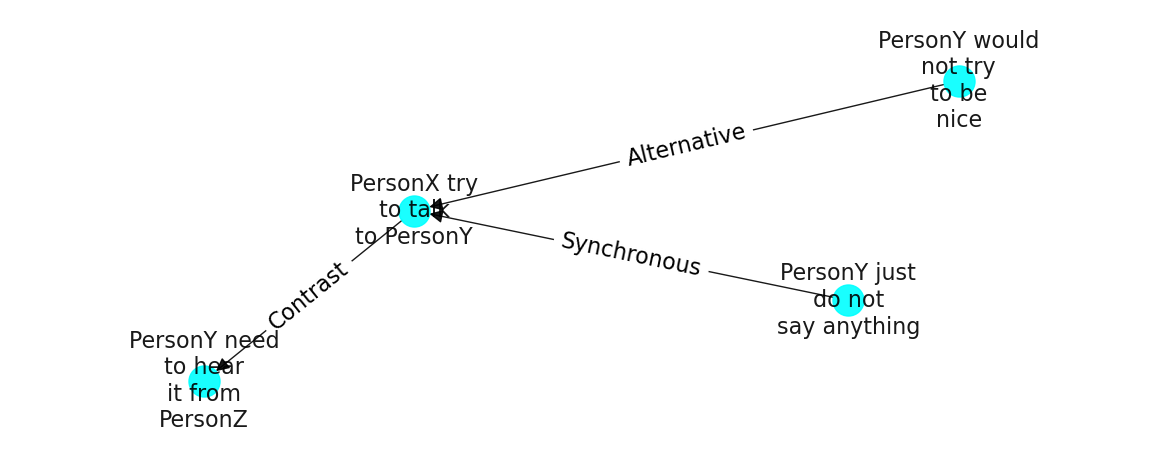 PersonY would
not try
to be
nice
Alternative
PersonX try
to talk
to PersonY
Synchronous
PersonY just
do not
say anything
Contrast
PersonY need
to hear
it from
PersonZ